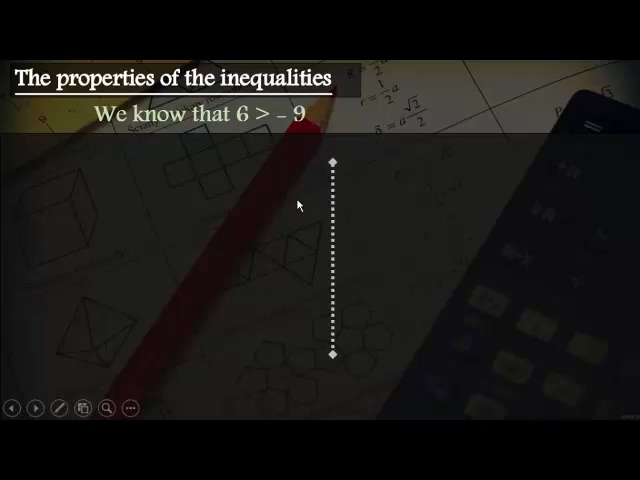 The properties of the inequalities
We know that 6 > - 9